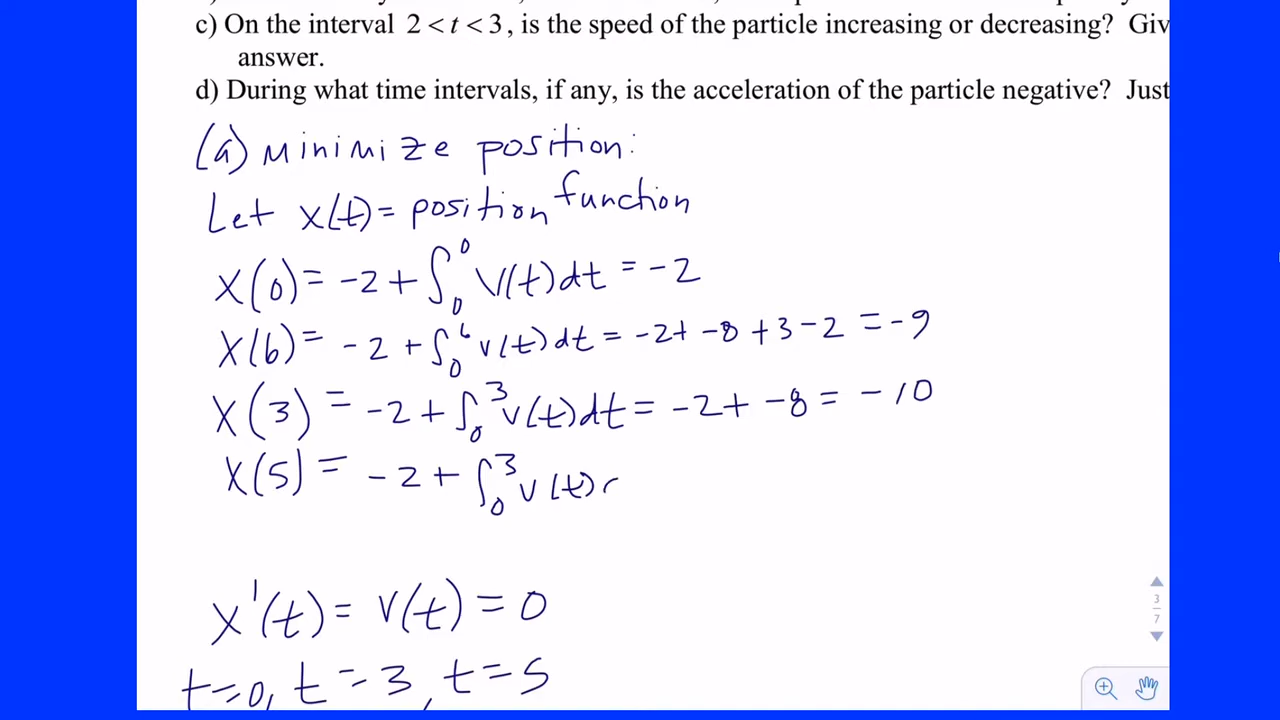 c) On the interval 2 < t < 3, is the speed of the particle increasing or decreasing? Giv
answer.
d) During what time intervals, if any, is the acceleration of the particle negative? Just
(a) minimize position:
Let x(t) = position function
x(0) = -2 + ∫₀⁰ v(t)dt = -2
x(6) = -2 + ∫₀⁶ v(t)dt = -2 + -8 + 3 - 2 = -9
x(3) = -2 + ∫₀³ v(t)dt = -2 + -8 = -10
x(5) = -2 + ∫₀³ v(t)
x'(t) = v(t) = 0
t=0, t=3, t=5
3
7